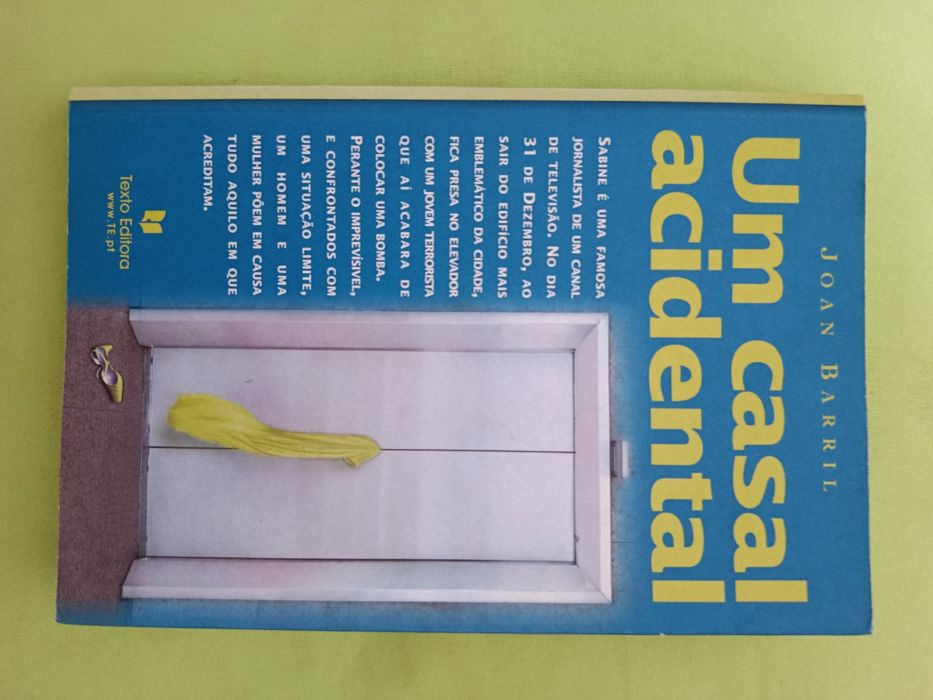 JOAN BARRIL
Um casal
acidental
SABINE É UMA FAMOSA
JORNALISTA DE UM CANAL
DE TELEVISÃO. NO DIA
31 DE DEZEMBRO, AO
SAIR DO EDIFÍCIO MAIS
EMBLEMÁTICO DA CIDADE,
FICA PRESA NO ELEVADOR
COM UM JOVEM TERRORISTA
QUE AÍ ACABARA DE
COLOCAR UMA BOMBA.
PERANTE O IMPREVÍSIVEL,
E CONFRONTADOS COM
UMA SITUAÇÃO LIMITE,
UM HOMEM E UMA
MULHER PÕEM EM CAUSA
TUDO AQUILO EM QUE
ACREDITAM.
Texto Editora
www.TE.pt